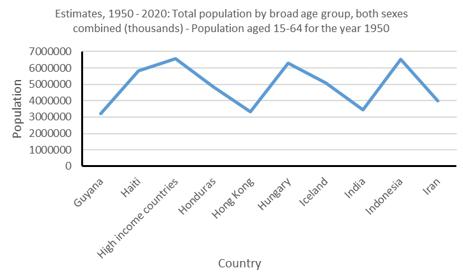 Estimates, 1950 - 2020: Total population by broad age group, both sexes
combined (thousands) - Population aged 15-64 for the year 1950
Population
7000000
6000000
5000000
4000000
3000000
2000000
1000000
0
Guyana
Haiti
High income countries
Honduras
Hong Kong
Hungary
Iceland
India
Indonesia
Iran
Country